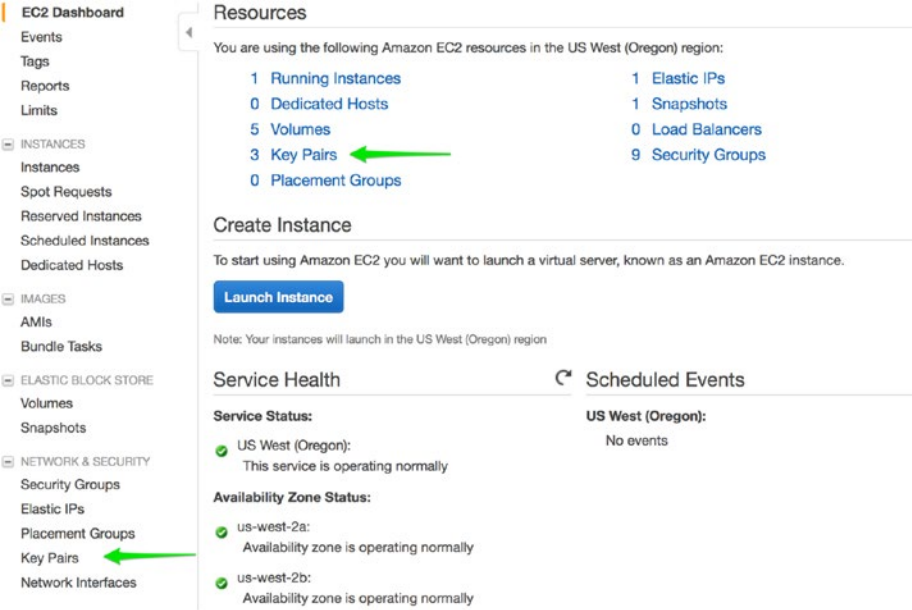 EC2 Dashboard
Events
Tags
Reports
Limits
INSTANCES
Instances
Spot Requests
Reserved Instances
Scheduled Instances
Dedicated Hosts
IMAGES
AMIs
Bundle Tasks
ELASTIC BLOCK STORE
Volumes
Snapshots
NETWORK & SECURITY
Security Groups
Elastic IPs
Placement Groups
Key Pairs
Network Interfaces
Resources
You are using the following Amazon EC2 resources in the US West (Oregon) region:
1 Running Instances
0 Dedicated Hosts
5 Volumes
3 Key Pairs
0 Placement Groups
1 Elastic IPs
1 Snapshots
0 Load Balancers
9 Security Groups
Create Instance
To start using Amazon EC2 you will want to launch a virtual server, known as an Amazon EC2 instance.
Launch Instance
Note: Your instances will launch in the US West (Oregon) region
Service Health
Service Status:
US West (Oregon):
This service is operating normally
Availability Zone Status:
us-west-2a:
Availability zone is operating normally
us-west-2b:
Availability zone is operating normally
Scheduled Events
US West (Oregon):
No events